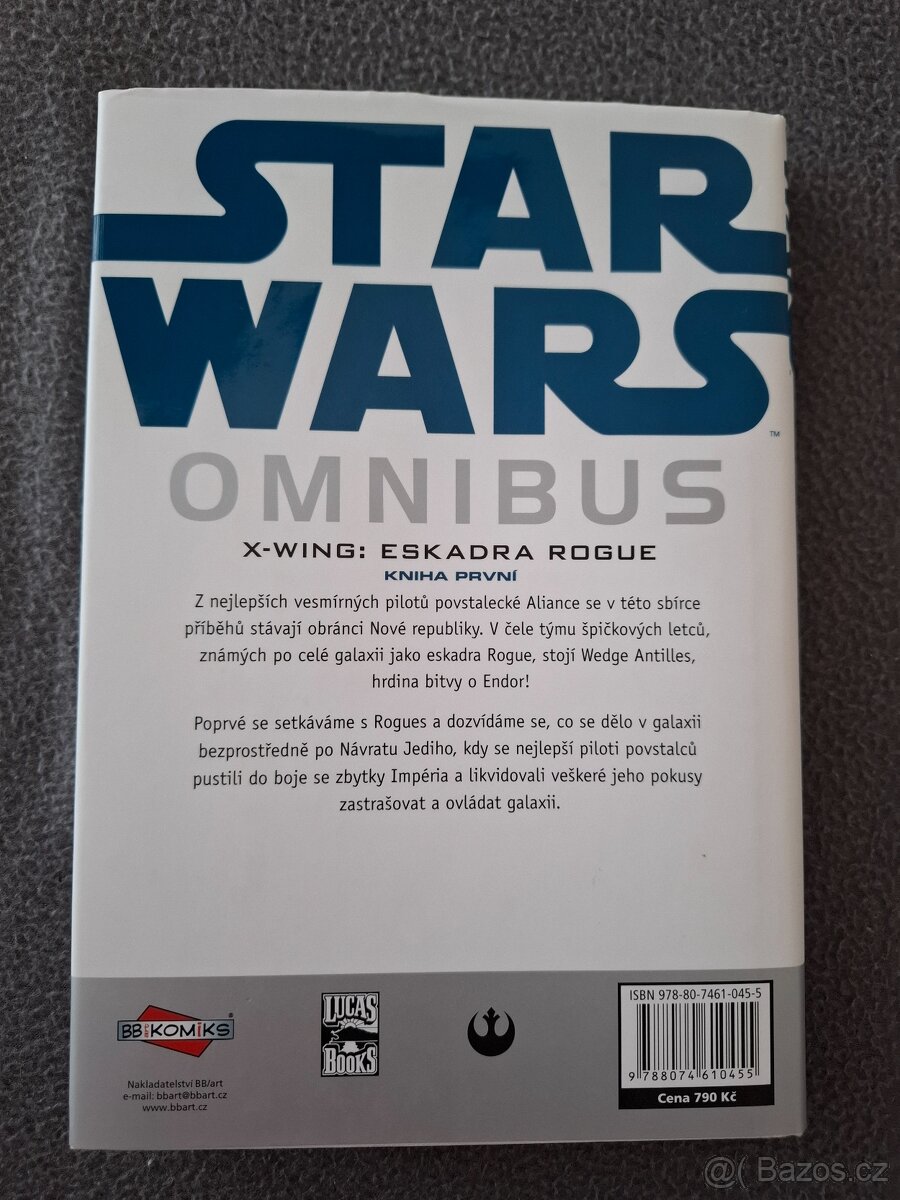 STAR
WARS
TM
OMNIBUS
X-WING: ESKADRA ROGUE
KNIHA PRVNÍ
Z nejlepších vesmírných pilotů povstalecké Aliance se v této sbírce
příběhů stávají obránci Nové republiky. V čele týmu špičkových letců,
známých po celé galaxii jako eskadra Rogue, stojí Wedge Antilles,
hrdina bitvy o Endor!
Poprvé se setkáváme s Rogues a dozvídáme se, co se dělo v galaxii
bezprostředně po Návratu Jediho, kdy se nejlepší piloti povstalců
pustili do boje se zbytky Impéria a likvidovali veškeré jeho pokusy
zastrašovat a ovládat galaxii.
BB art KOMIKS®
Nakladatelství BB/art
e-mail: bbart@bbart.cz
www.bbart.cz
LUCAS
BOOKS
ISBN 978-80-7461-045-5
9 788074 610455
Cena 790 Kč
@( Bazos.cz